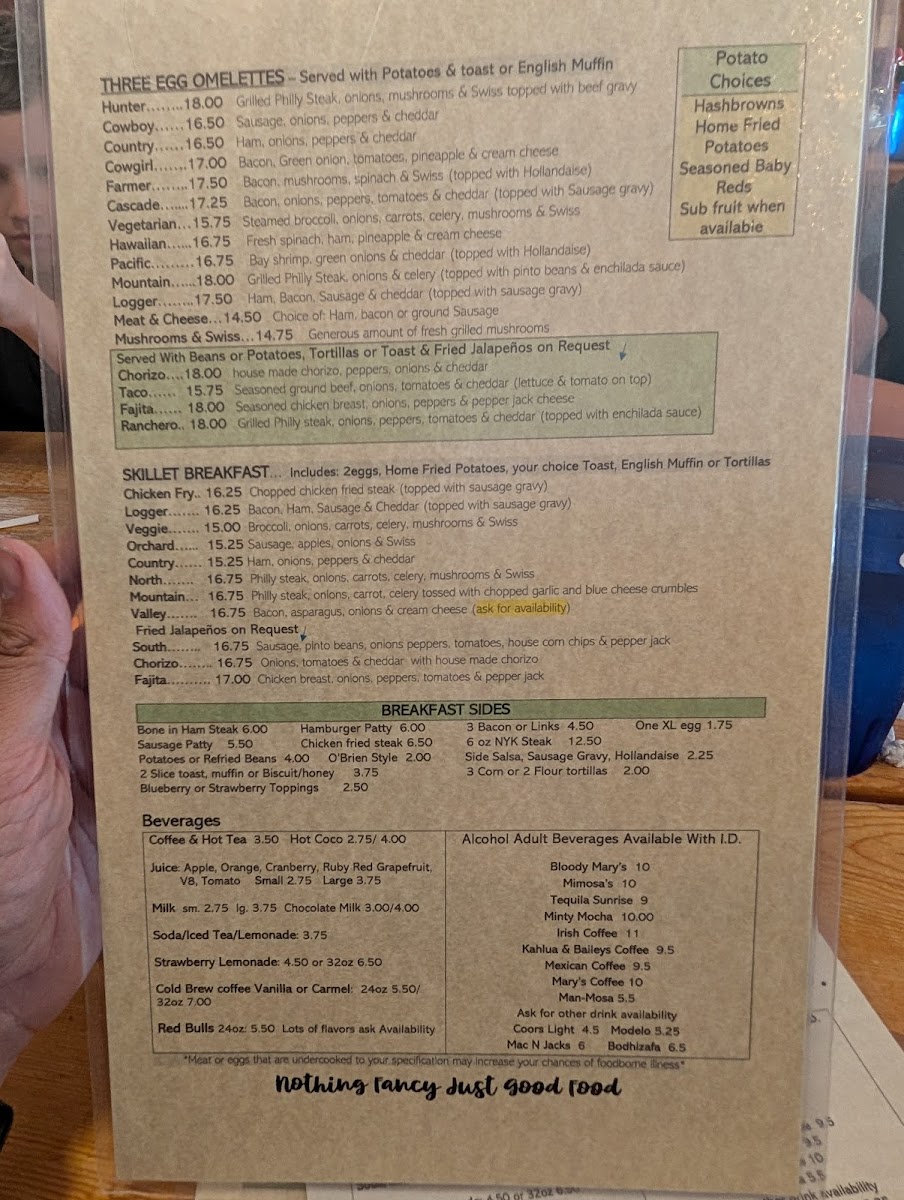 THREE EGG OMELETTES – Served with Potatoes & toast or English Muffin
Hunter........18.00 Grilled Philly Steak, onions, mushrooms & Swiss topped with beef gravy
Cowboy......16.50 Sausage, onions, peppers & cheddar
Country......16.50 Ham, onions, peppers & cheddar
Cowgirl.......17.00 Bacon, Green onion, tomatoes, pineapple & cream cheese
Farmer........17.50 Bacon, mushrooms, spinach & Swiss (topped with Hollandaise)
Cascade.......17.25 Bacon, onions, peppers, tomatoes & cheddar (topped with Sausage gravy)
Vegetarian...15.75 Steamed broccoli, onions, carrots, celery, mushrooms & Swiss
Hawaiian......16.75 Fresh spinach, ham, pineapple & cream cheese
Pacific.........16.75 Bay shrimp, green onions & cheddar (topped with Hollandaise)
Mountain......18.00 Grilled Philly Steak, onions & celery (topped with pinto beans & enchilada sauce)
Logger.........17.50 Ham, Bacon, Sausage & cheddar (topped with sausage gravy)
Meat & Cheese...14.50 Choice of: Ham, bacon or ground Sausage
Mushrooms & Swiss...14.75 Generous amount of fresh grilled mushrooms
Potato
Choices
Hashbrowns
Home Fried
Potatoes
Seasoned Baby
Reds
Sub fruit when
available
Served With Beans or Potatoes, Tortillas or Toast & Fried Jalapeños on Request
Chorizo....18.00 house made chorizo, peppers, onions & cheddar
Taco...... 15.75 Seasoned ground beef, onions, tomatoes & cheddar (lettuce & tomato on top)
Fajita...... 18.00 Seasoned chicken breast, onions, peppers & pepper jack cheese
Ranchero.. 18.00 Grilled Philly steak, onions, peppers, tomatoes & cheddar (topped with enchilada sauce)
SKILLET BREAKFAST... Includes: 2eggs, Home Fried Potatoes, your choice Toast, English Muffin or Tortillas
Chicken Fry.. 16.25 Chopped chicken fried steak (topped with sausage gravy)
Logger....... 16.25 Bacon, Ham, Sausage & Cheddar (topped with sausage gravy)
Veggie....... 15.00 Broccoli, onions, carrots, celery, mushrooms & Swiss
Orchard...... 15.25 Sausage, apples, onions & Swiss
Country...... 15.25 Ham, onions, peppers & cheddar
North....... 16.75 Philly steak, onions, carrots, celery, mushrooms & Swiss
Mountain... 16.75 Philly steak, onions, carrot, celery tossed with chopped garlic and blue cheese crumbles
Valley....... 16.75 Bacon, asparagus, onions & cream cheese (ask for availability)
Fried Jalapeños on Request
South........ 16.75 Sausage, pinto beans, onions peppers, tomatoes, house corn chips & pepper jack
Chorizo........ 16.75 Onions, tomatoes & cheddar with house made chorizo
Fajita.......... 17.00 Chicken breast, onions, peppers, tomatoes & pepper jack
BREAKFAST SIDES
Bone in Ham Steak 6.00 Hamburger Patty 6.00 3 Bacon or Links 4.50 One XL egg 1.75
Sausage Patty 5.50 Chicken fried steak 6.50 6 oz NYK Steak 12.50
Potatoes or Refried Beans 4.00 O'Brien Style 2.00 Side Salsa, Sausage Gravy, Hollandaise 2.25
2 Slice toast, muffin or Biscuit/honey 3.75 3 Corn or 2 Flour tortillas 2.00
Blueberry or Strawberry Toppings 2.50
Beverages
Coffee & Hot Tea 3.50 Hot Coco 2.75/ 4.00
Juice: Apple, Orange, Cranberry, Ruby Red Grapefruit,
V8, Tomato Small 2.75 Large 3.75
Milk sm. 2.75 lg. 3.75 Chocolate Milk 3.00/4.00
Soda/Iced Tea/Lemonade: 3.75
Strawberry Lemonade: 4.50 or 32oz 6.50
Cold Brew coffee Vanilla or Carmel: 24oz 5.50/
32oz 7.00
Red Bulls 24oz: 5.50 Lots of flavors ask Availability
Alcohol Adult Beverages Available With I.D.
Bloody Mary's 10
Mimosa's 10
Tequila Sunrise 9
Minty Mocha 10.00
Irish Coffee 11
Kahlua & Baileys Coffee 9.5
Mexican Coffee 9.5
Mary's Coffee 10
Man-Mosa 5.5
Ask for other drink availability
Coors Light 4.5 Modelo 5.25
Mac N Jacks 6 Bodhizafa 6.5
*Meat or eggs that are undercooked to your specification may increase your chances of foodborne illness*
Nothing Fancy Just Good Food
9.5
9.5
10
5.5
drink availability
4.50 or 32oz